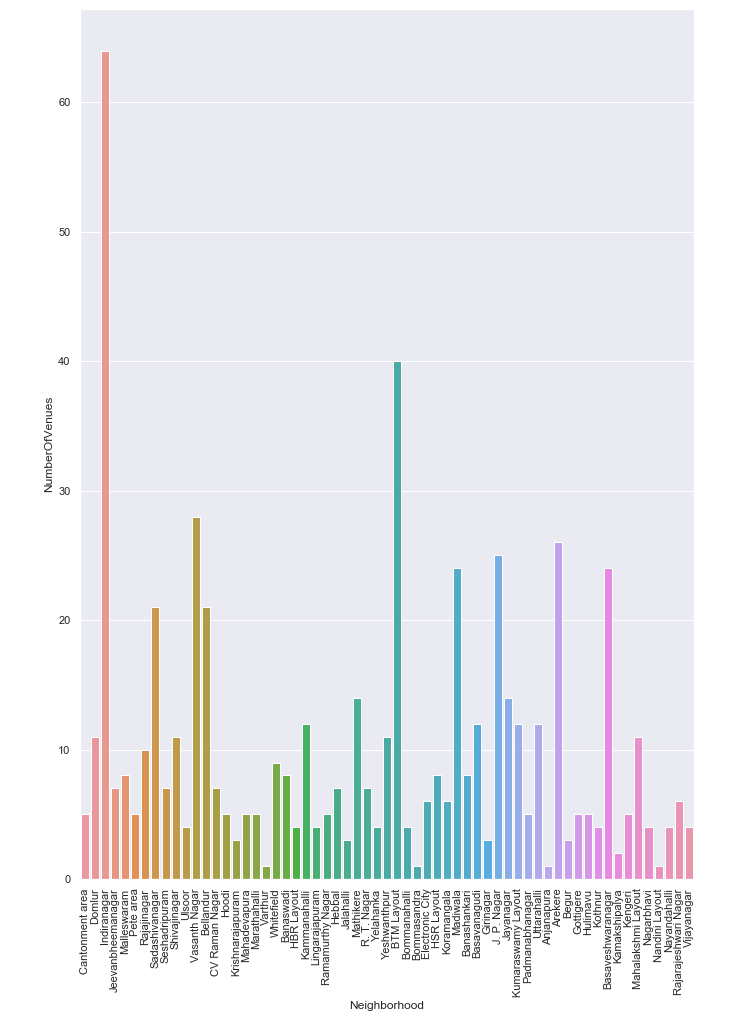 60
50
40
30
20
10
0
NumberOfVenues
Cantonment area
Domlur
Indiranagar
Jeevanbheemanagar
Malleswaram
Pete area
Rajajinagar
Sadashivanagar
Seshadripuram
Shivajinagar
Ulsoor
Vasanth Nagar
Bellandur
CV Raman Nagar
Hoodi
Krishnarajapuram
Mahadevapura
Marathahalli
Varthur
Whitefield
Banaswadi
HBR Layout
Kammanahalli
Lingarajapuram
Ramamurthy Nagar
Hebbal
Jalahalli
Mathikere
R. T. Nagar
Yelahanka
Yeshwanthpur
BTM Layout
Bommanahalli
Bommasandra
Electronic City
HSR Layout
Koramangala
Madiwala
Banashankari
Basavanagudi
Girinagar
J. P. Nagar
Jayanagar
Kumaraswamy Layout
Padmanabhanagar
Uttarahalli
Anjanapura
Arekere
Begur
Gottigere
Hulimavu
Kothnur
Basaveshwaranagar
Kamakshipalya
Kengeri
Mahalakshmi Layout
Nagarbhavi
Nandini Layout
Nayandahalli
Rajarajeshwari Nagar
Vijayanagar
Neighborhood